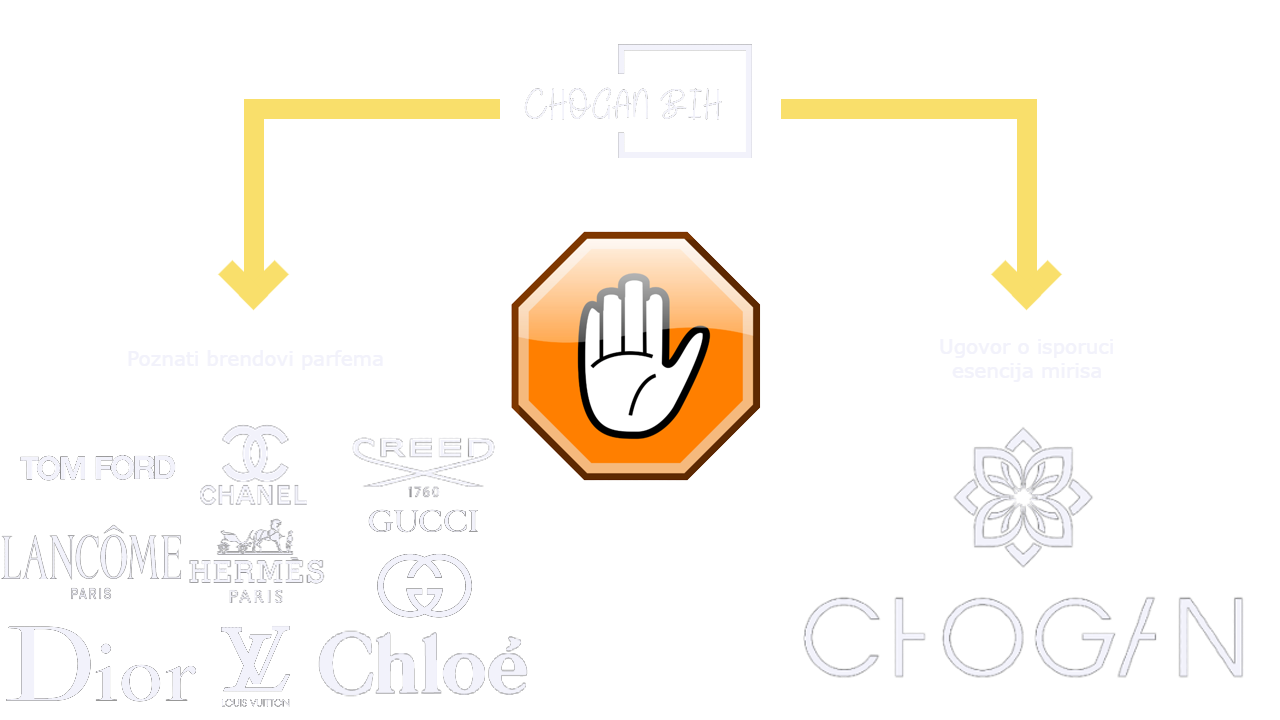 CHOGAN BIH
Poznati brendovi parfema
Ugovor o isporuci
esencija mirisa
TOM FORD
CHANEL
CREED
1760
GUCCI
LANCÔME
PARIS
HERMÈS
PARIS
Dior
LV
LOUIS VUITTON
Chloé
CHOGAN